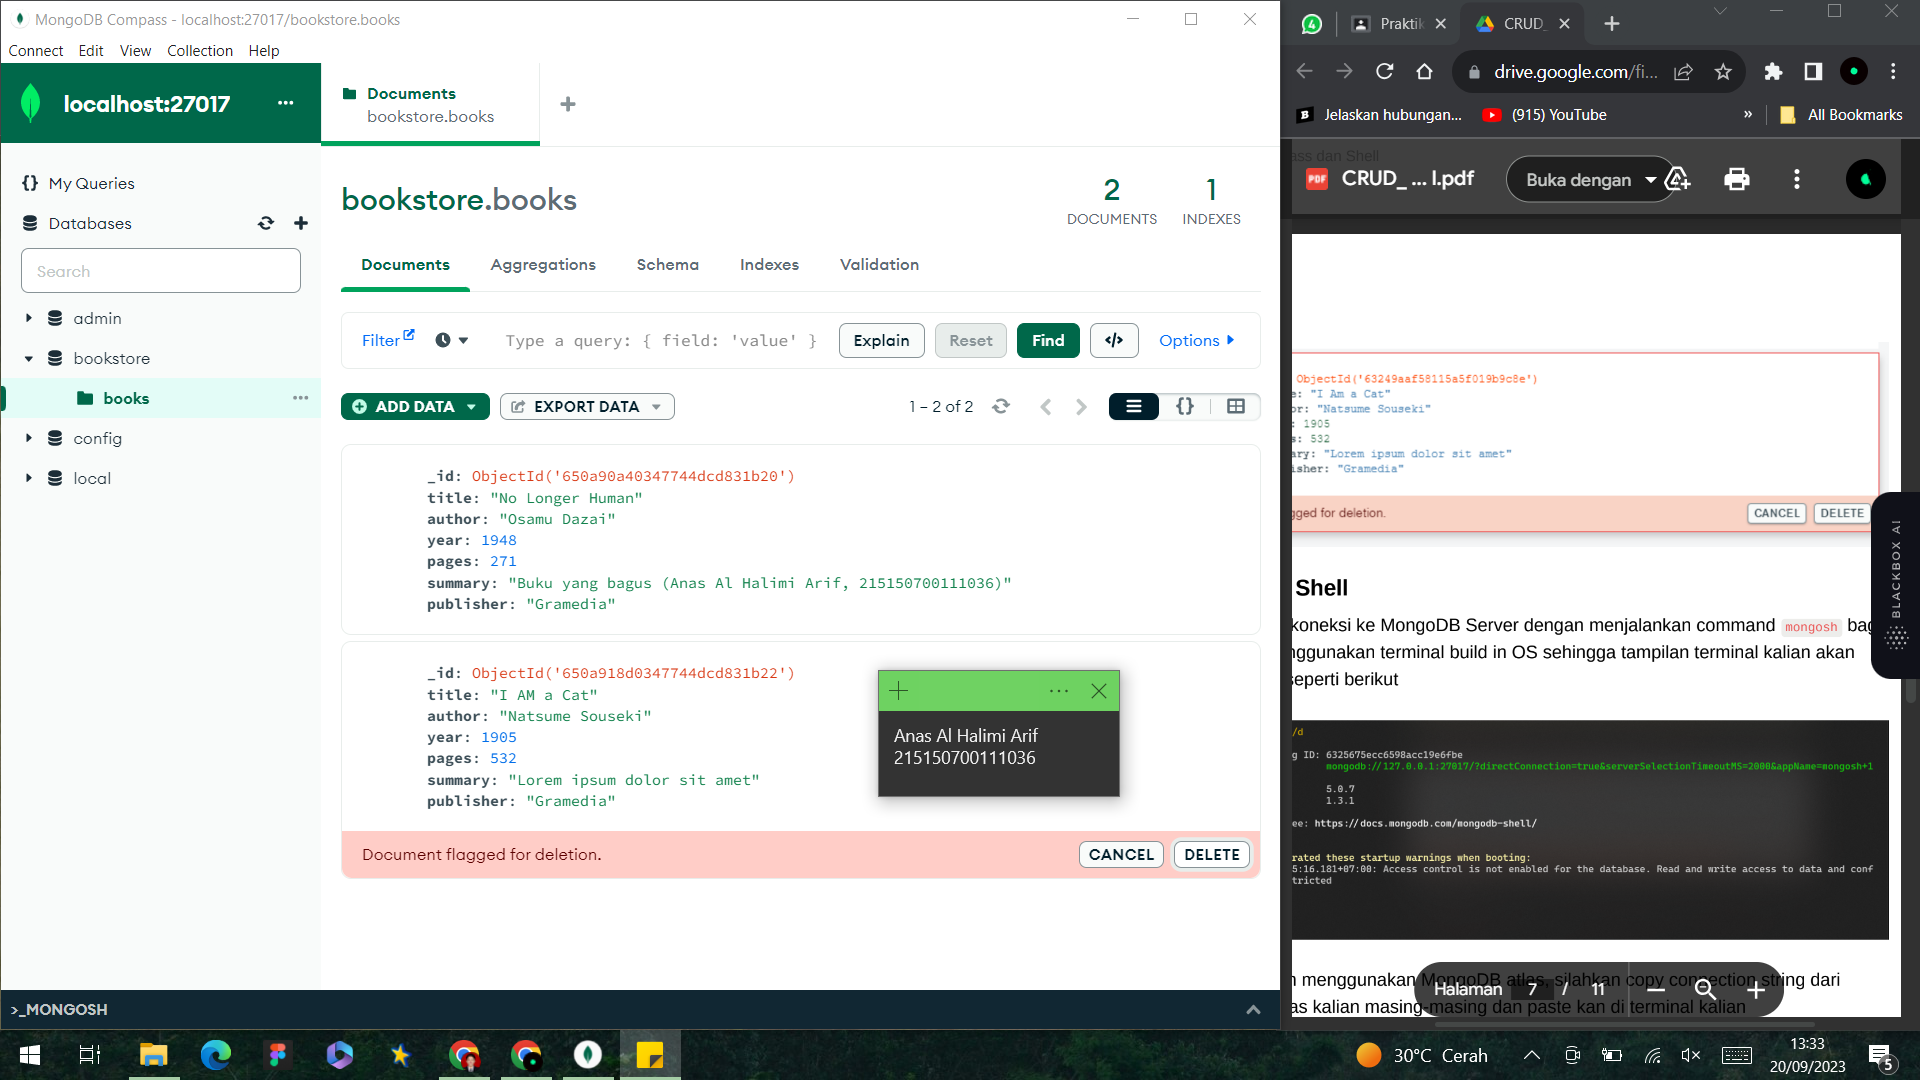 MongoDB Compass - localhost:27017/bookstore.books
Connect Edit View Collection Help
localhost:27017 ...
Documents
bookstore.books
{} My Queries
Databases
Search
admin
bookstore
books
config
local
bookstore.books
2
DOCUMENTS
1
INDEXES
Documents Aggregations Schema Indexes Validation
Filter Type a query: { field: 'value' } Explain Reset Find </> Options
ADD DATA EXPORT DATA 1 – 2 of 2 {}
_id: ObjectId('650a90a40347744dcd831b20')
title: "No Longer Human"
author: "Osamu Dazai"
year: 1948
pages: 271
summary: "Buku yang bagus (Anas Al Halimi Arif, 215150700111036)"
publisher: "Gramedia"
_id: ObjectId('650a918d0347744dcd831b22')
title: "I AM a Cat"
author: "Natsume Souseki"
year: 1905
pages: 532
summary: "Lorem ipsum dolor sit amet"
publisher: "Gramedia"
Document flagged for deletion. CANCEL DELETE
Anas Al Halimi Arif
215150700111036
>_MONGOSH
4 Praktik CRUD_
drive.google.com/fi...
Jelaskan hubungan... (915) YouTube » All Bookmarks
ass dan Shell
PDF CRUD_ ... l.pdf Buka dengan
ObjectId('63249aaf58115a5f019b9c8e')
e: "I Am a Cat"
or: "Natsume Souseki"
: 1905
s: 532
ary: "Lorem ipsum dolor sit amet"
isher: "Gramedia"
gged for deletion. CANCEL DELETE
BLACKBOX AI
Shell
koneksi ke MongoDB Server dengan menjalankan command mongosh bag
nggunakan terminal build in OS sehingga tampilan terminal kalian akan
seperti berikut
/d
g ID: 6325675ecc6598acc19e6fbe
mongodb://127.0.0.1:27017/?directConnection=true&serverSelectionTimeoutMS=2000&appName=mongosh+1
5.0.7
1.3.1
ee: https://docs.mongodb.com/mongodb-shell/
rated these startup warnings when booting:
5:16.181+07:00: Access control is not enabled for the database. Read and write access to data and conf
tricted
n menggunakan MongoDB atlas, silahkan copy connection string dari
as kalian masing-masing dan paste kan di terminal kalian
Halaman 7 / 11
30°C Cerah
13:33
20/09/2023
5